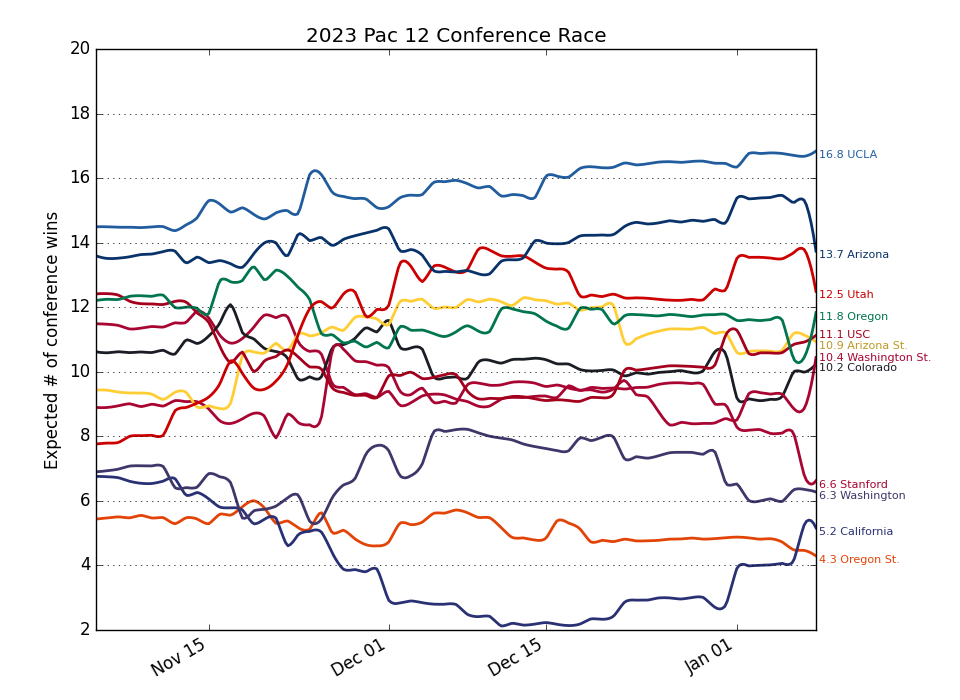 2023 Pac 12 Conference Race
Expected # of conference wins
20
18
16
14
12
10
8
6
4
2
Nov 15
Dec 01
Dec 15
Jan 01
16.8 UCLA
13.7 Arizona
12.5 Utah
11.8 Oregon
11.1 USC
10.9 Arizona St.
10.4 Washington St.
10.2 Colorado
6.6 Stanford
6.3 Washington
5.2 California
4.3 Oregon St.